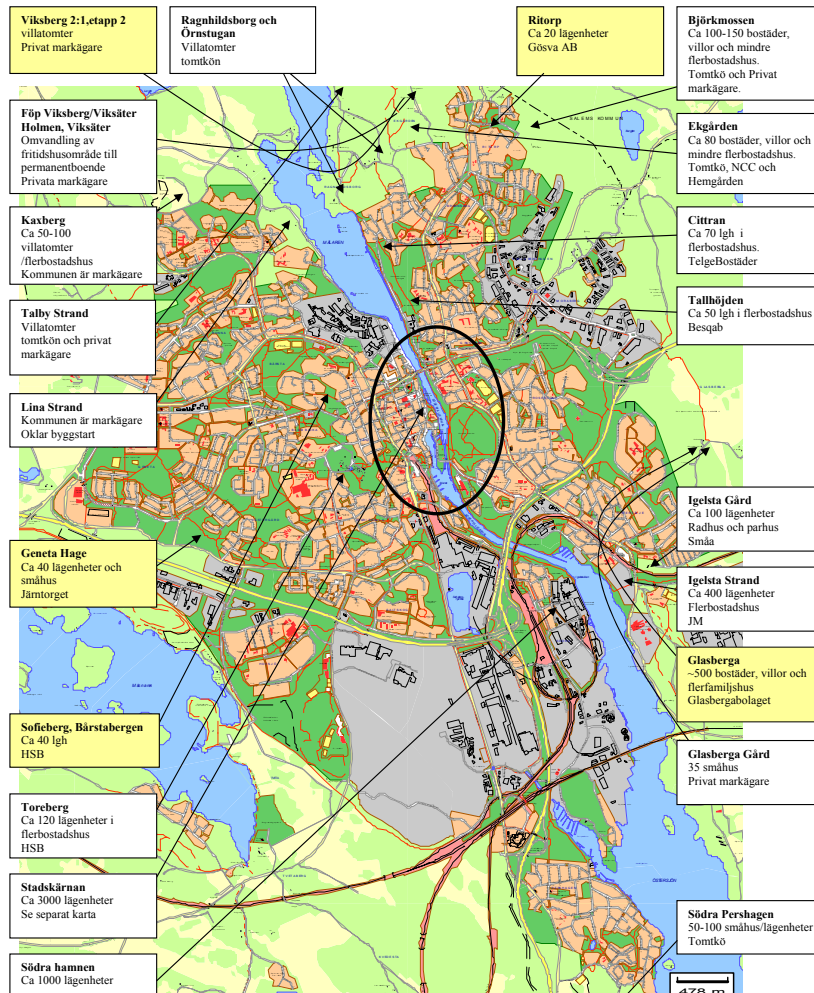 Viksberg 2:1,etapp 2
villatomter
Privat markägare
Ragnhildsborg och
Örnstugan
Villatomter
tomtkön
Ritorp
Ca 20 lägenheter
Gösva AB
Björkmossen
Ca 100-150 bostäder,
villor och mindre
flerbostadshus.
Tomtkö och Privat
markägare.
Föp Viksberg/Viksäter
Holmen, Viksäter
Omvandling av
fritidshusområde till
permanentboende
Privata markägare
Ekgården
Ca 80 bostäder, villor och
mindre flerbostadshus.
Tomtkö, NCC och
Hemgården
Kaxberg
Ca 50-100
villatomter
/flerbostadshus
Kommunen är markägare
Cittran
Ca 70 lgh i
flerbostadshus.
TelgeBostäder
Talby Strand
Villatomter
tomtkön och privat
markägare
Tallhöjden
Ca 50 lgh i flerbostadshus
Besqab
Lina Strand
Kommunen är markägare
Oklar byggstart
Igelsta Gård
Ca 100 lägenheter
Radhus och parhus
Småa
Geneta Hage
Ca 40 lägenheter och
småhus
Järntorget
Igelsta Strand
Ca 400 lägenheter
Flerbostadshus
JM
Glasberga
~500 bostäder, villor och
flerfamiljshus
Glasbergabolaget
Sofieberg, Bårstabergen
Ca 40 lgh
HSB
Glasberga Gård
35 småhus
Privat markägare
Toreberg
Ca 120 lägenheter i
flerbostadshus
HSB
Stadskärnan
Ca 3000 lägenheter
Se separat karta
Södra Pershagen
50-100 småhus/lägenheter
Tomtkö
Södra hamnen
Ca 1000 lägenheter
SALEMS KOMMUN
MÄLAREN
ÖSTERSJÖN
478 m